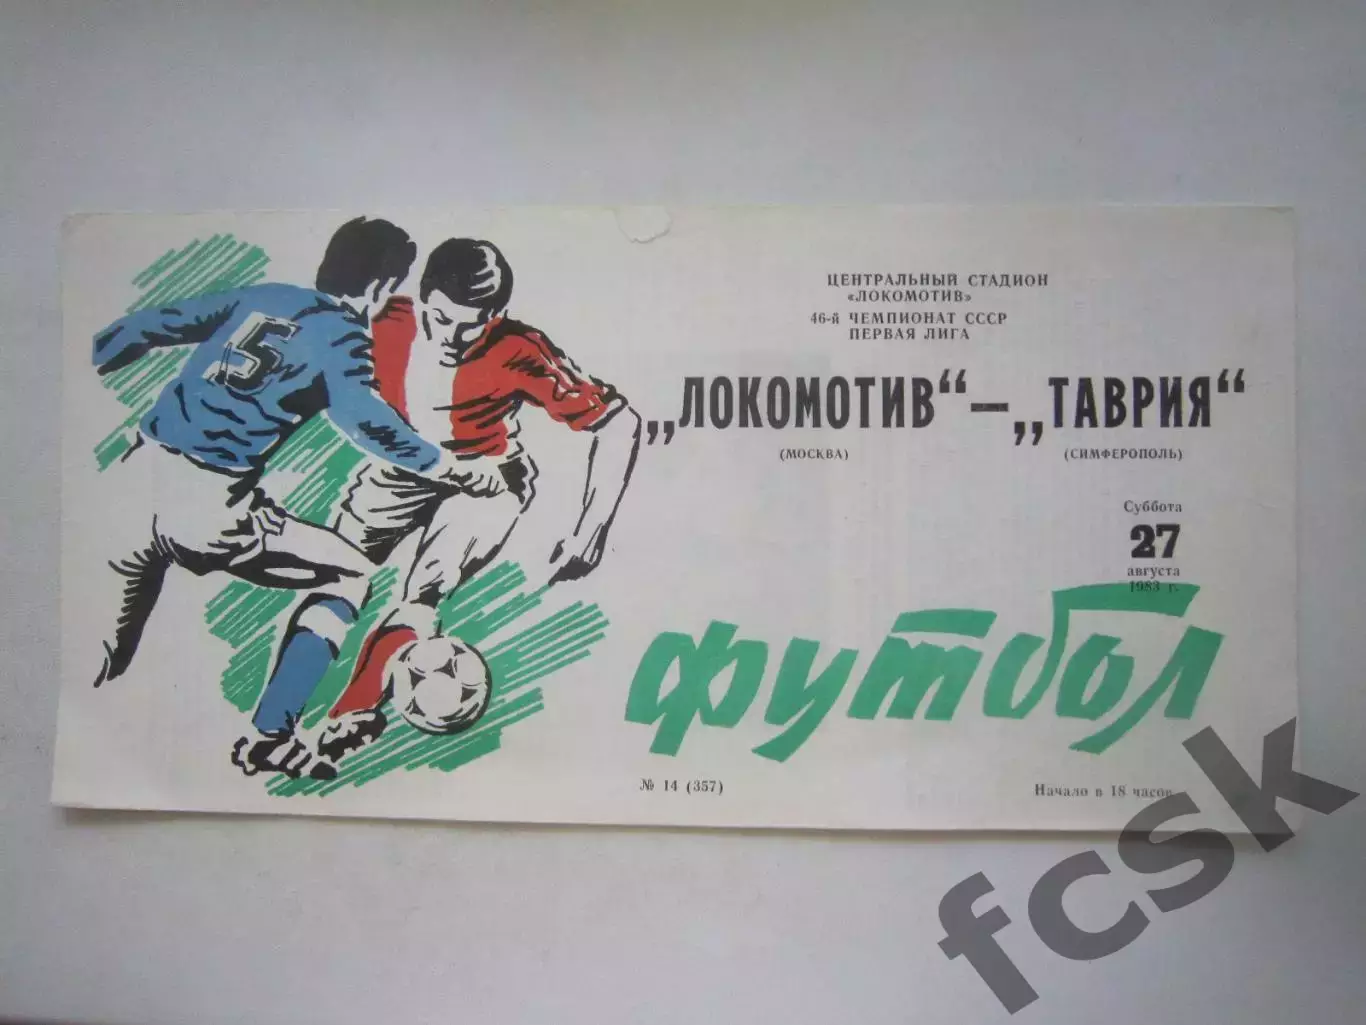 ЦЕНТРАЛЬНЫЙ СТАДИОН
«ЛОКОМОТИВ»
46-й ЧЕМПИОНАТ СССР
ПЕРВАЯ ЛИГА
„ЛОКОМОТИВ“ — „ТАВРИЯ“
(МОСКВА) (СИМФЕРОПОЛЬ)
Суббота
27
августа
1983 г.
5
футбол
№ 14 (357) Начало в 18 часов
fcsk